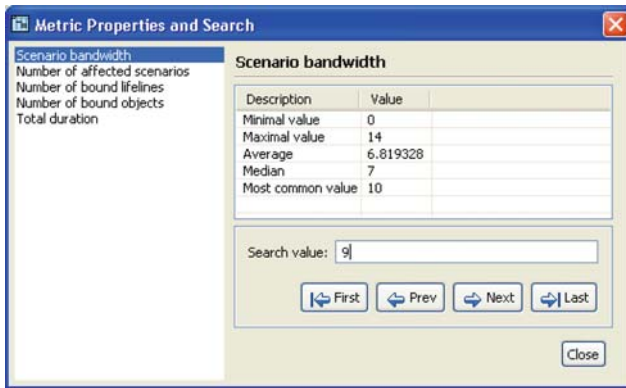 Metric Properties and Search
Scenario bandwidth
Number of affected scenarios
Number of bound lifelines
Number of bound objects
Total duration
Scenario bandwidth
Description Value
Minimal value 0
Maximal value 14
Average 6.819328
Median 7
Most common value 10
Search value: 9
First Prev Next Last
Close